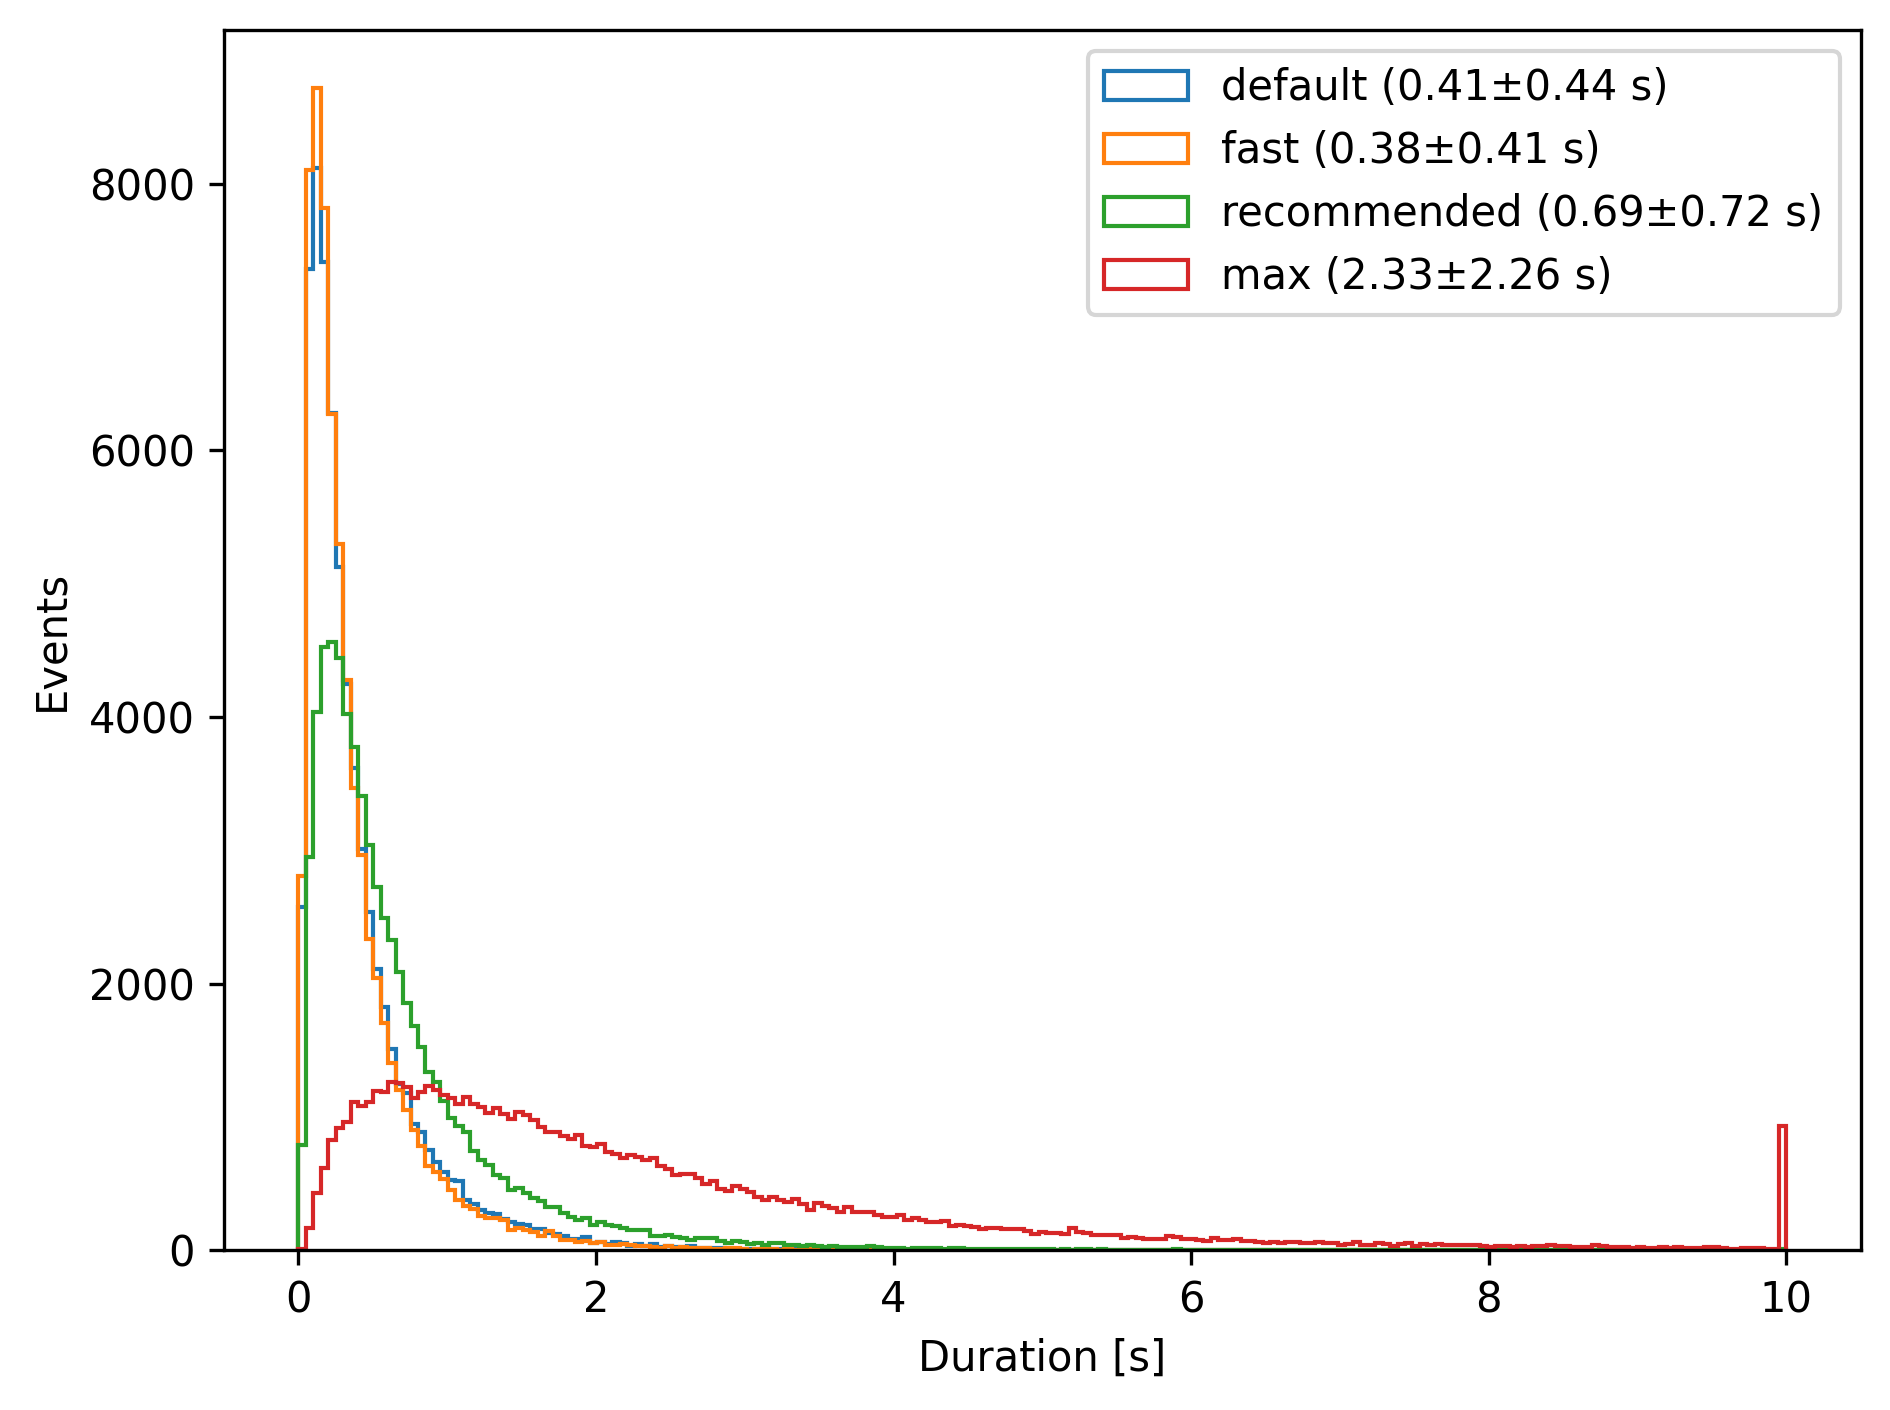 default (0.41±0.44 s)
fast (0.38±0.41 s)
recommended (0.69±0.72 s)
max (2.33±2.26 s)
8000
6000
4000
2000
0
Events
0 2 4 6 8 10
Duration [s]